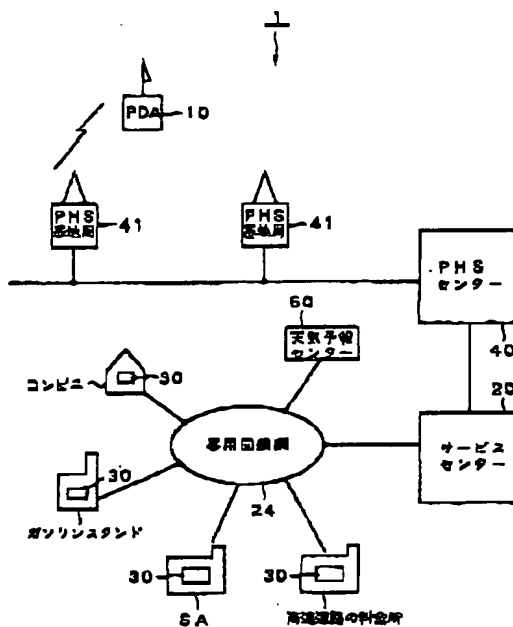 1
PDA
10
PHS
基地局
41
PHS
基地局
41
PHS
センター
40
60
天気予報
センター
20
サービス
センター
コンビニ
30
専用回線網
24
30
ガソリンスタンド
30
SA
30
高速道路の料金所